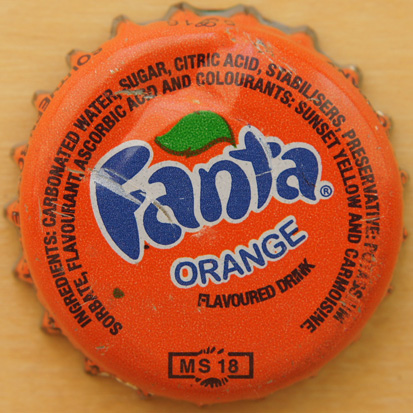 INGREDIENTS: CARBONATED WATER, SUGAR, CITRIC ACID, STABILISERS, PRESERVATIVE: POTASSIUM
SORBATE, FLAVOURANT, ASCORBIC ACID AND COLOURANTS: SUNSET YELLOW AND CARMOISINE.
Fanta®
ORANGE
FLAVOURED DRINK
MS 18